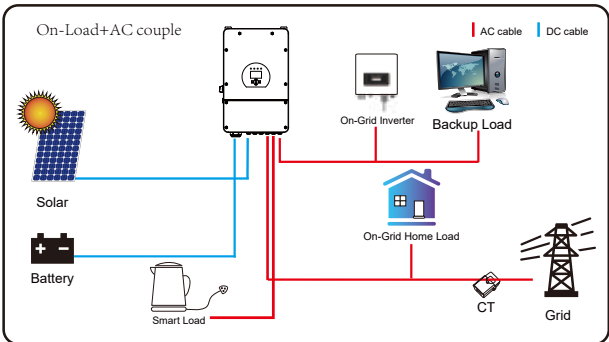 On-Load+AC couple
AC cable
DC cable
On-Grid Inverter
Backup Load
Solar
On-Grid Home Load
Battery
CT
Grid
Smart Load